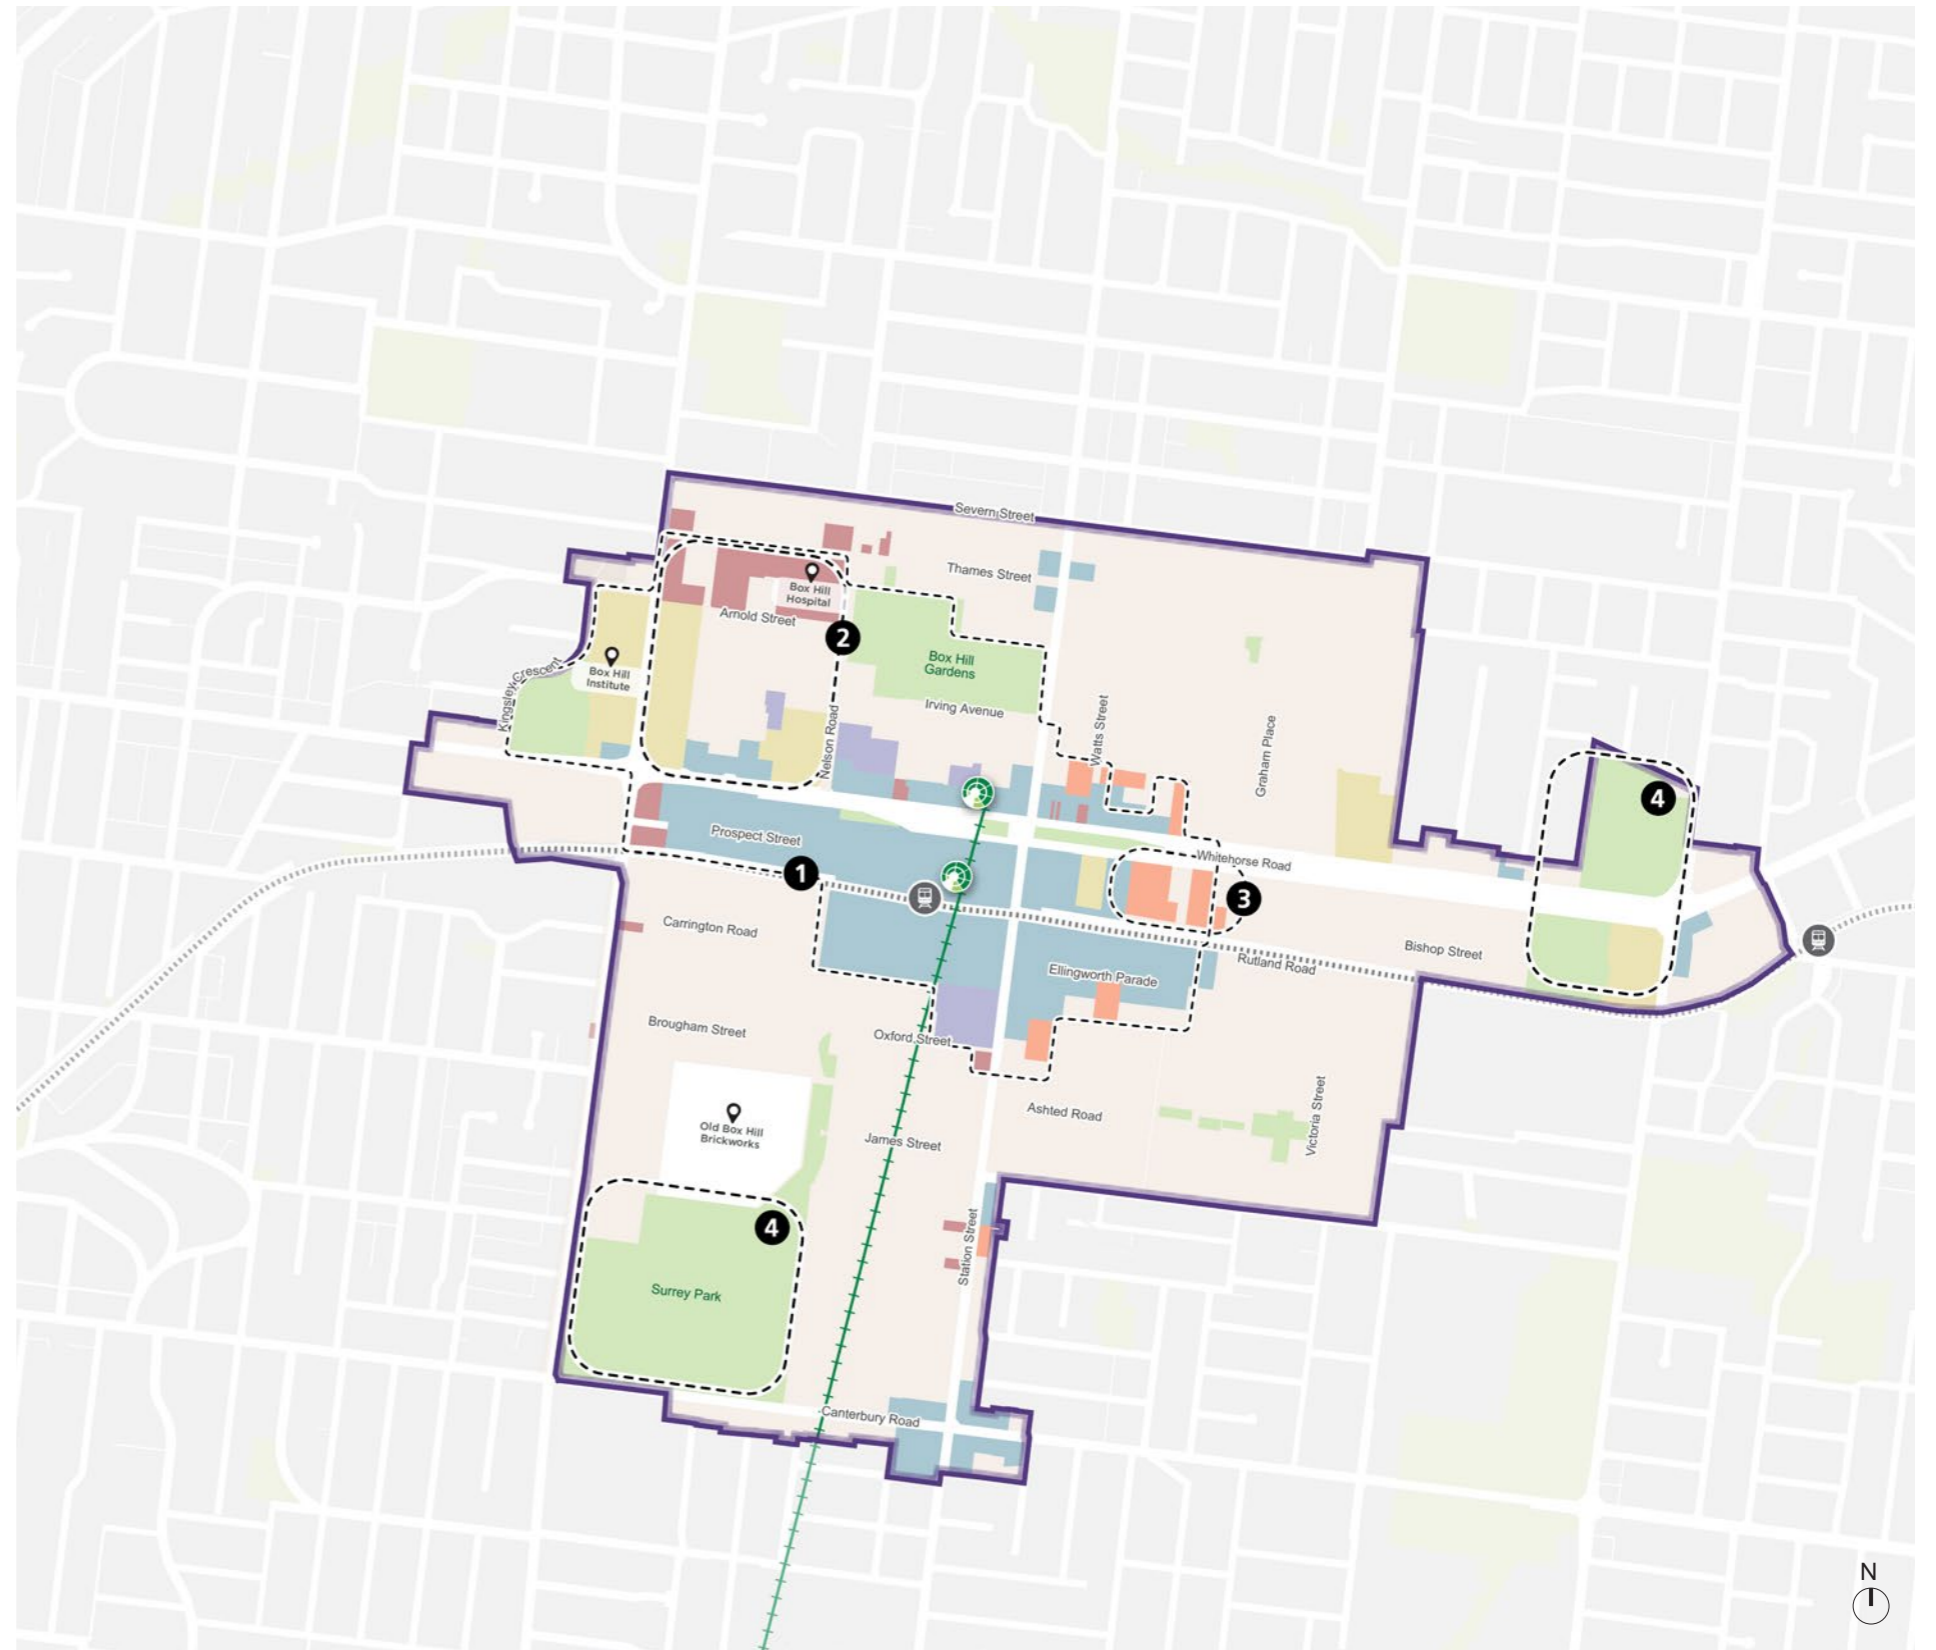 Severn Street
Thames Street
Box Hill
Hospital
Arnold Street
2
Box Hill
Gardens
Box Hill
Institute
Kingsley Crescent
Irving Avenue
Nelson Road
Watts Street
Graham Place
4
Prospect Street
Whitehorse Road
1
3
Carrington Road
Bishop Street
Rutland Road
Ellingworth Parade
Brougham Street
Oxford Street
Old Box Hill
Brickworks
Ashted Road
Victoria Street
James Street
4
Station Street
Surrey Park
Canterbury Road
N